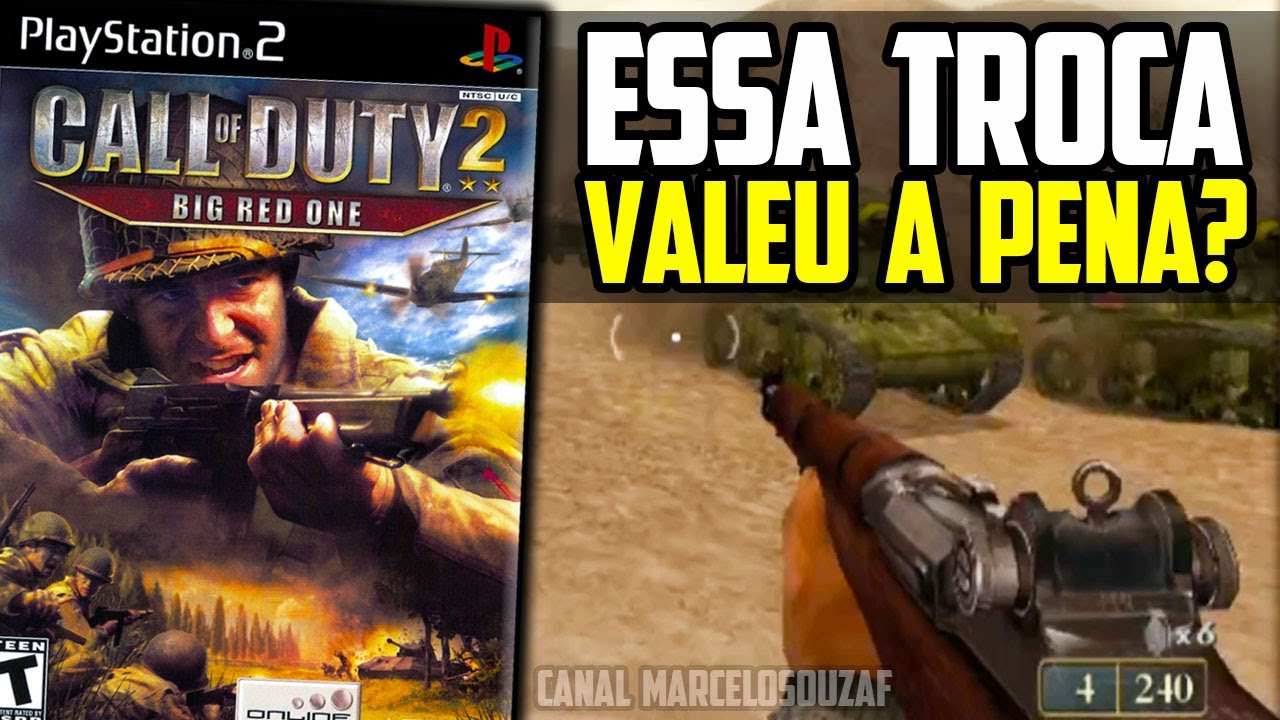 PlayStation®2
NTSC U/C
CALL OF DUTY 2
BIG RED ONE
TEEN
T
ONLINE
ESSA TROCA
VALEU A PENA?
x6
4 240
CANAL MARCELOSOUZAF